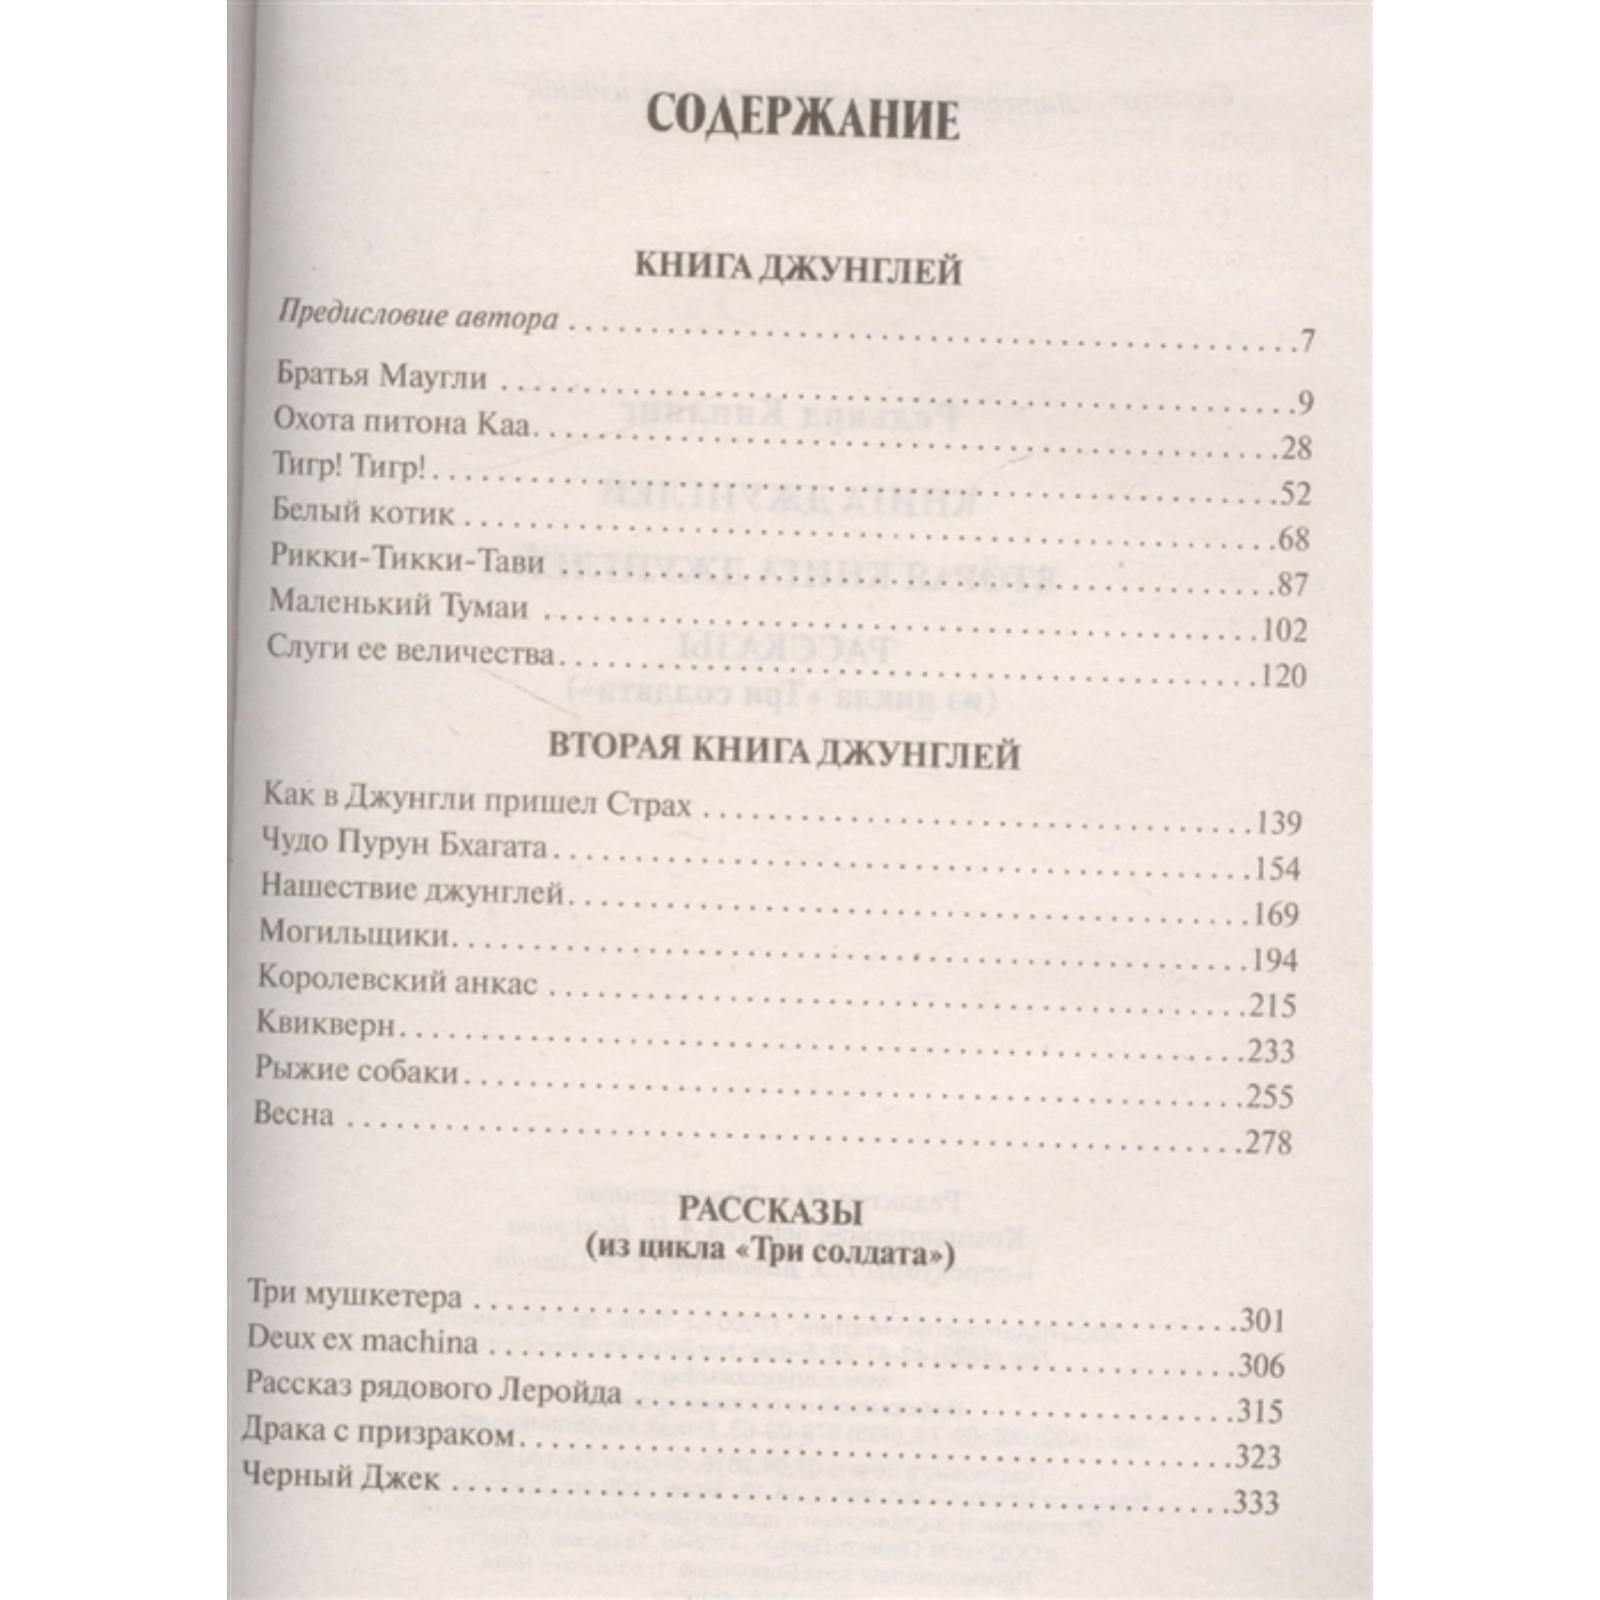 СОДЕРЖАНИЕ
КНИГА ДЖУНГЛЕЙ
Предисловие автора . . . . . . . . . . . . . . . . . . . . 7
Братья Маугли . . . . . . . . . . . . . . . . . . . . 9
Охота питона Каа. . . . . . . . . . . . . . . . . . . . 28
Тигр! Тигр!. . . . . . . . . . . . . . . . . . . . 52
Белый котик . . . . . . . . . . . . . . . . . . . . 68
Рикки-Тикки-Тави . . . . . . . . . . . . . . . . . . . . 87
Маленький Тумаи . . . . . . . . . . . . . . . . . . . . 102
Слуги ее величества. . . . . . . . . . . . . . . . . . . . 120
ВТОРАЯ КНИГА ДЖУНГЛЕЙ
Как в Джунгли пришел Страх . . . . . . . . . . . . . . . . . . . . 139
Чудо Пурун Бхагата. . . . . . . . . . . . . . . . . . . . 154
Нашествие джунглей. . . . . . . . . . . . . . . . . . . . 169
Могильщики. . . . . . . . . . . . . . . . . . . . 194
Королевский анкас . . . . . . . . . . . . . . . . . . . . 215
Квикверн. . . . . . . . . . . . . . . . . . . . 233
Рыжие собаки. . . . . . . . . . . . . . . . . . . . 255
Весна . . . . . . . . . . . . . . . . . . . . 278
РАССКАЗЫ
(из цикла «Три солдата»)
Три мушкетера . . . . . . . . . . . . . . . . . . . . 301
Deux ex machina . . . . . . . . . . . . . . . . . . . . 306
Рассказ рядового Леройда . . . . . . . . . . . . . . . . . . . . 315
Драка с призраком. . . . . . . . . . . . . . . . . . . . 323
Черный Джек . . . . . . . . . . . . . . . . . . . . 333